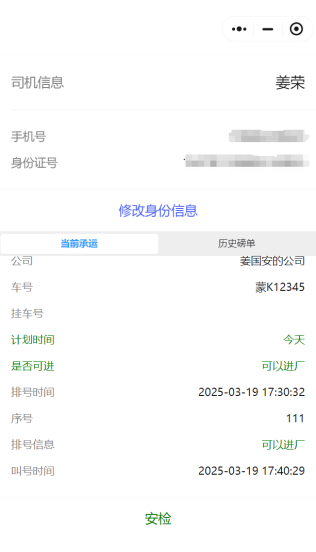 司机信息 姜荣
手机号
身份证号
修改身份信息
当前承运 历史磅单
公司 姜国安的公司
车号 蒙K12345
挂车号
计划时间 今天
是否可进 可以进厂
排号时间 2025-03-19 17:30:32
序号 111
排号信息 可以进厂
叫号时间 2025-03-19 17:40:29
安检